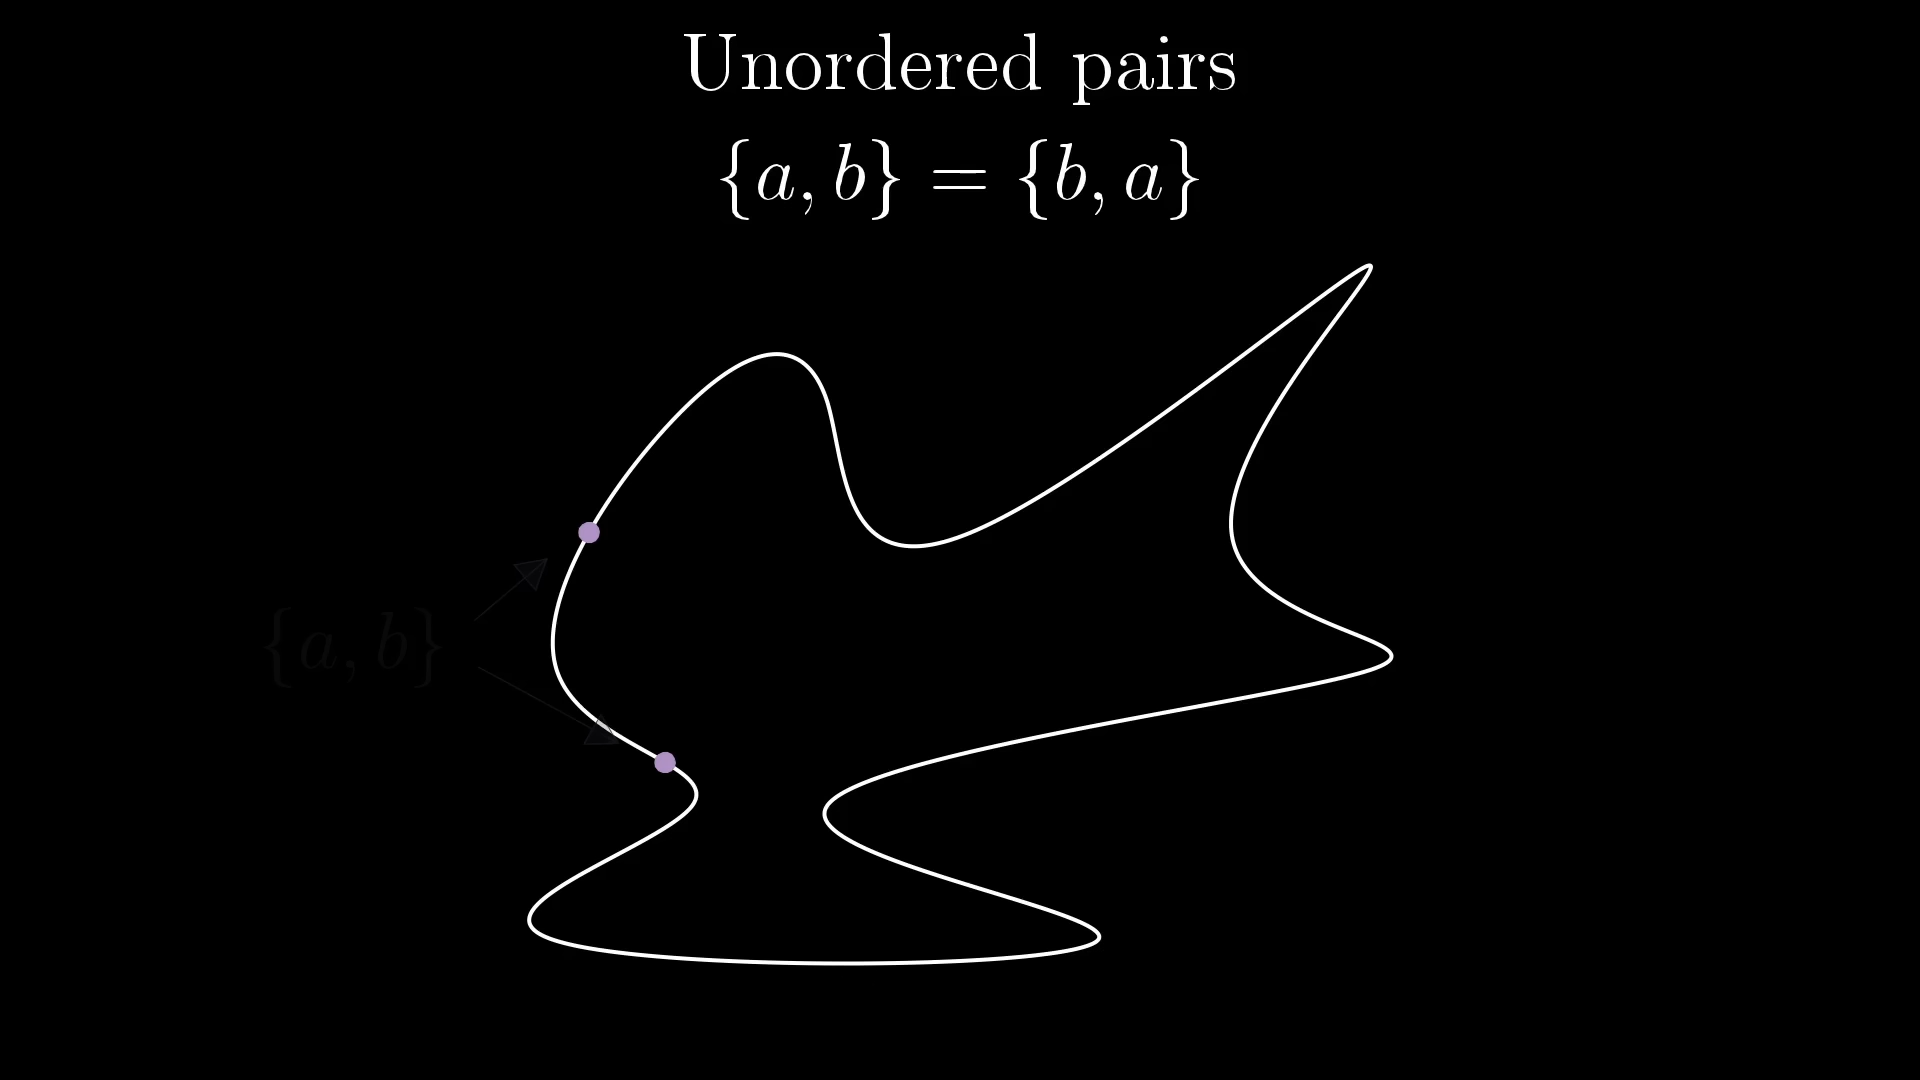 Unordered pairs
{a, b} = {b, a}
{a, b}